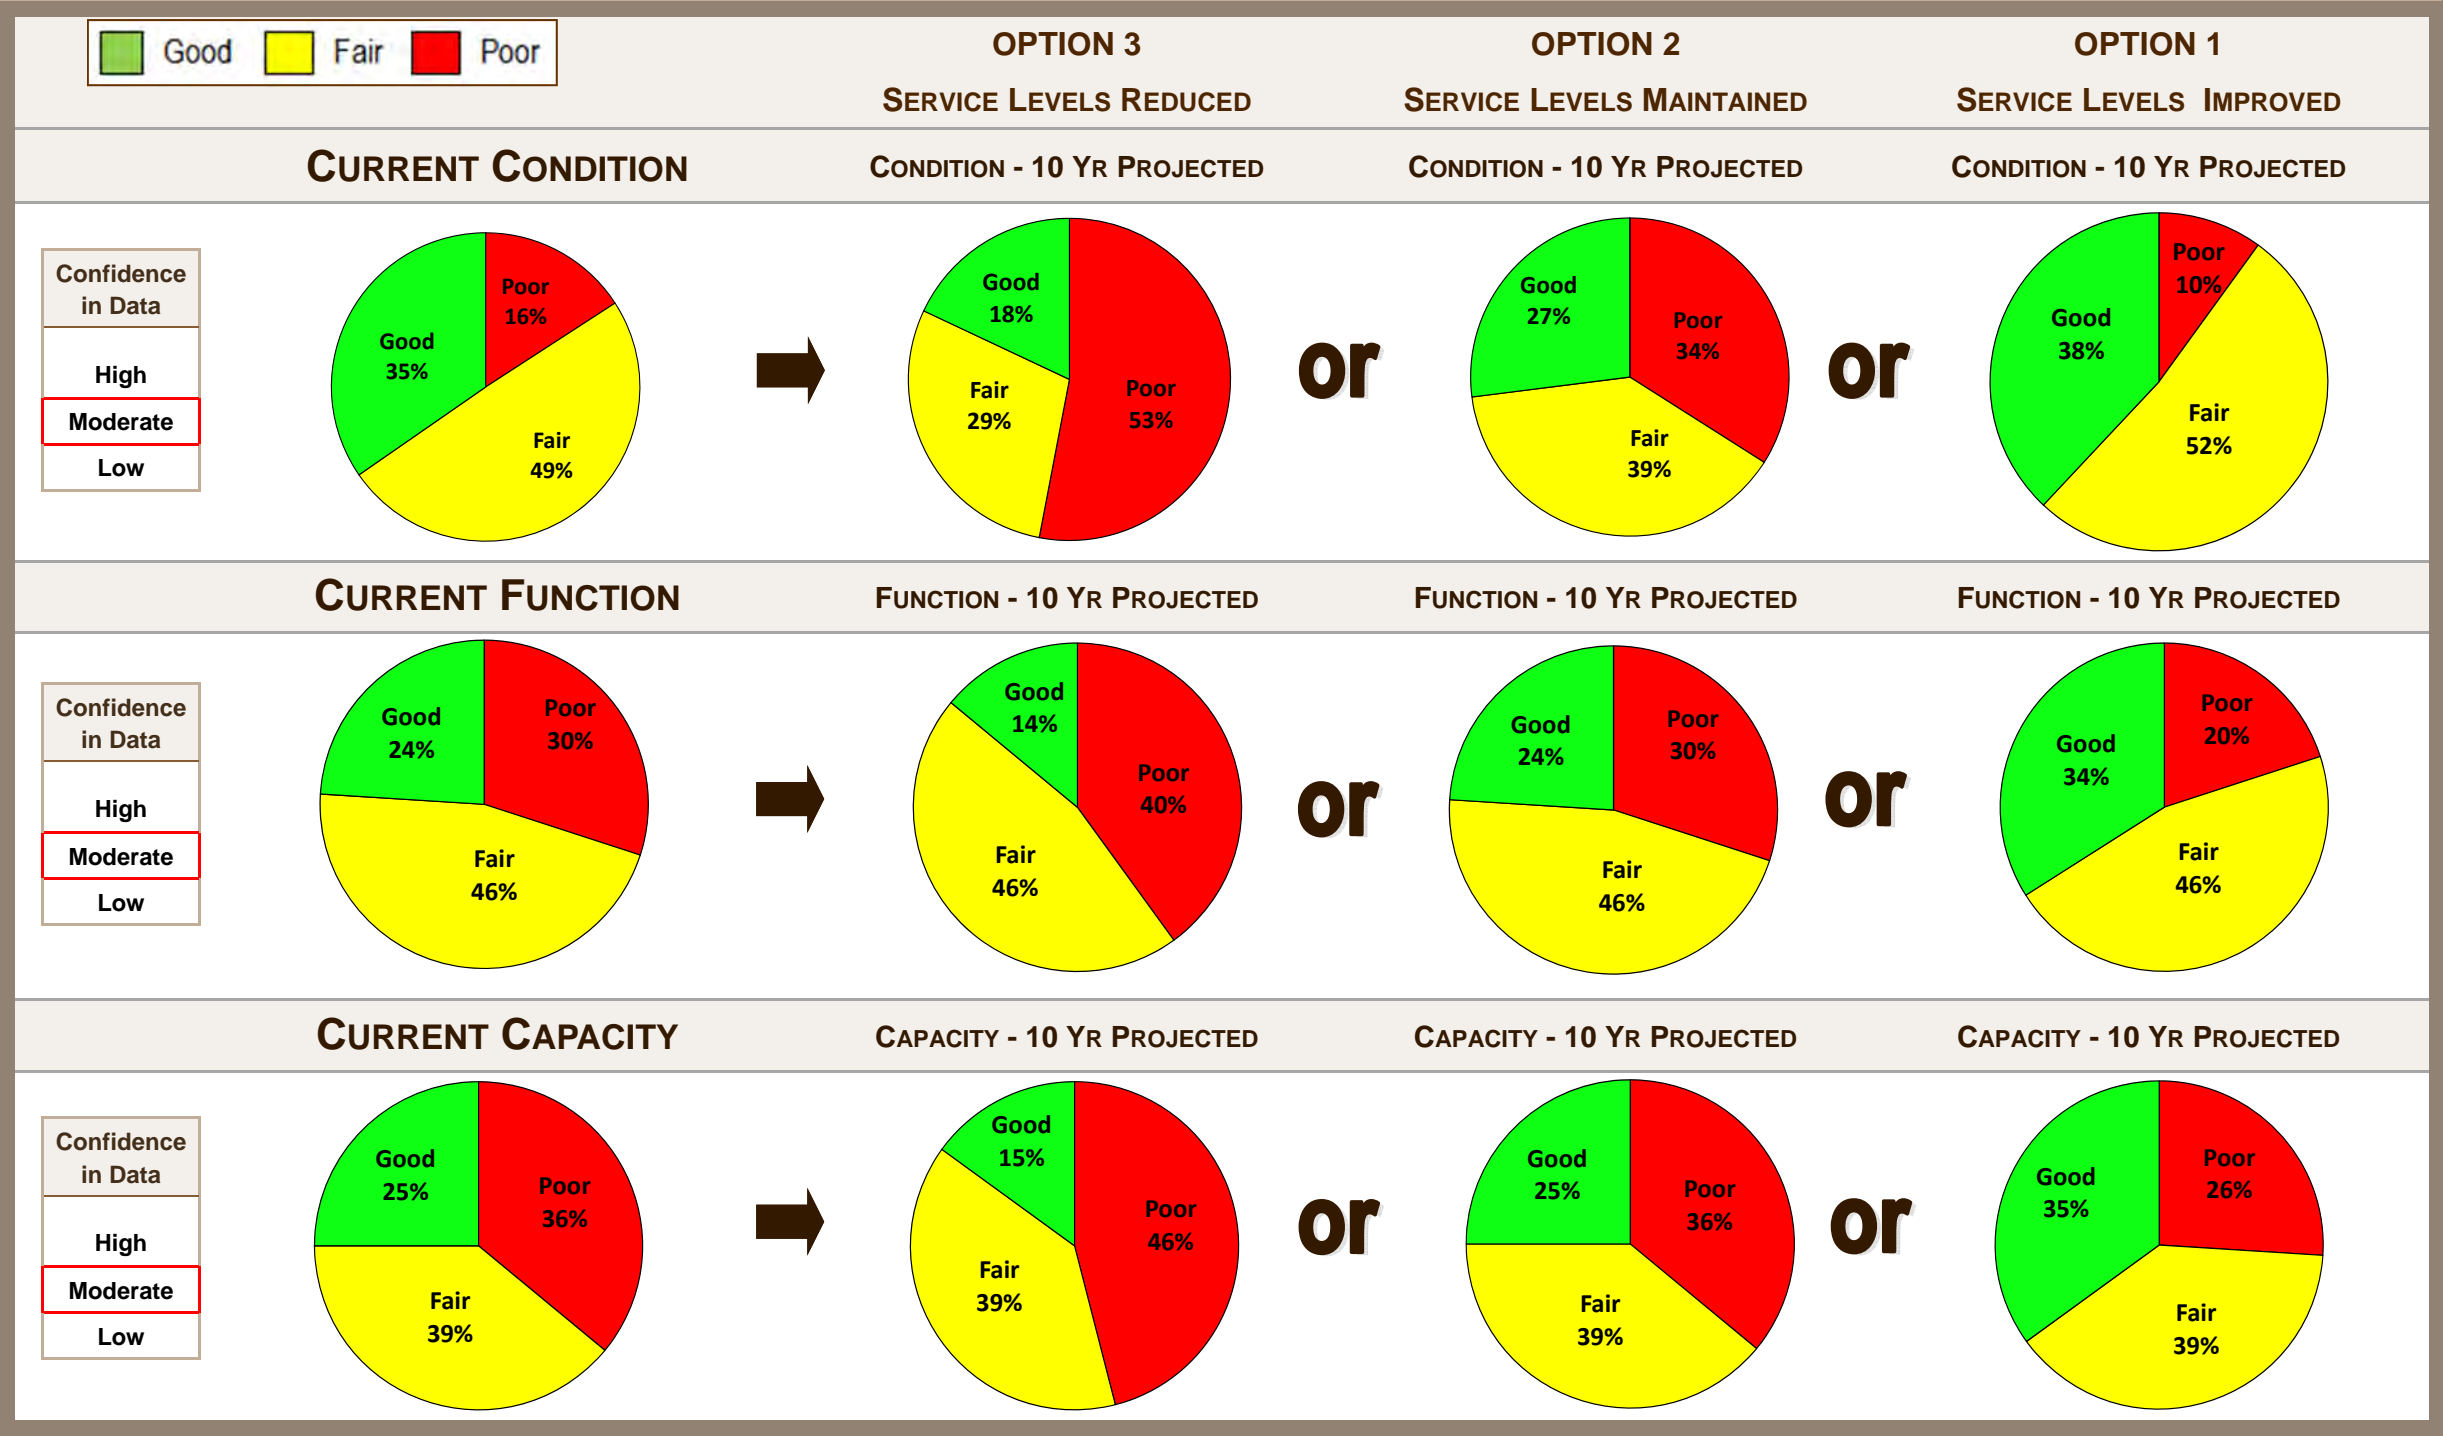 Good Fair Poor
OPTION 3
SERVICE LEVELS REDUCED
OPTION 2
SERVICE LEVELS MAINTAINED
OPTION 1
SERVICE LEVELS IMPROVED
CURRENT CONDITION
CONDITION - 10 YR PROJECTED
CONDITION - 10 YR PROJECTED
CONDITION - 10 YR PROJECTED
Confidence
in Data
High
Moderate
Low
Poor
16%
Good
35%
Fair
49%
Good
18%
Fair
29%
Poor
53%
or
Good
27%
Poor
34%
Fair
39%
or
Poor
10%
Good
38%
Fair
52%
CURRENT FUNCTION
FUNCTION - 10 YR PROJECTED
FUNCTION - 10 YR PROJECTED
FUNCTION - 10 YR PROJECTED
Confidence
in Data
High
Moderate
Low
Good
24%
Poor
30%
Fair
46%
Good
14%
Poor
40%
Fair
46%
or
Good
24%
Poor
30%
Fair
46%
or
Poor
20%
Good
34%
Fair
46%
CURRENT CAPACITY
CAPACITY - 10 YR PROJECTED
CAPACITY - 10 YR PROJECTED
CAPACITY - 10 YR PROJECTED
Confidence
in Data
High
Moderate
Low
Good
25%
Poor
36%
Fair
39%
Good
15%
Poor
46%
Fair
39%
or
Good
25%
Poor
36%
Fair
39%
or
Poor
26%
Good
35%
Fair
39%